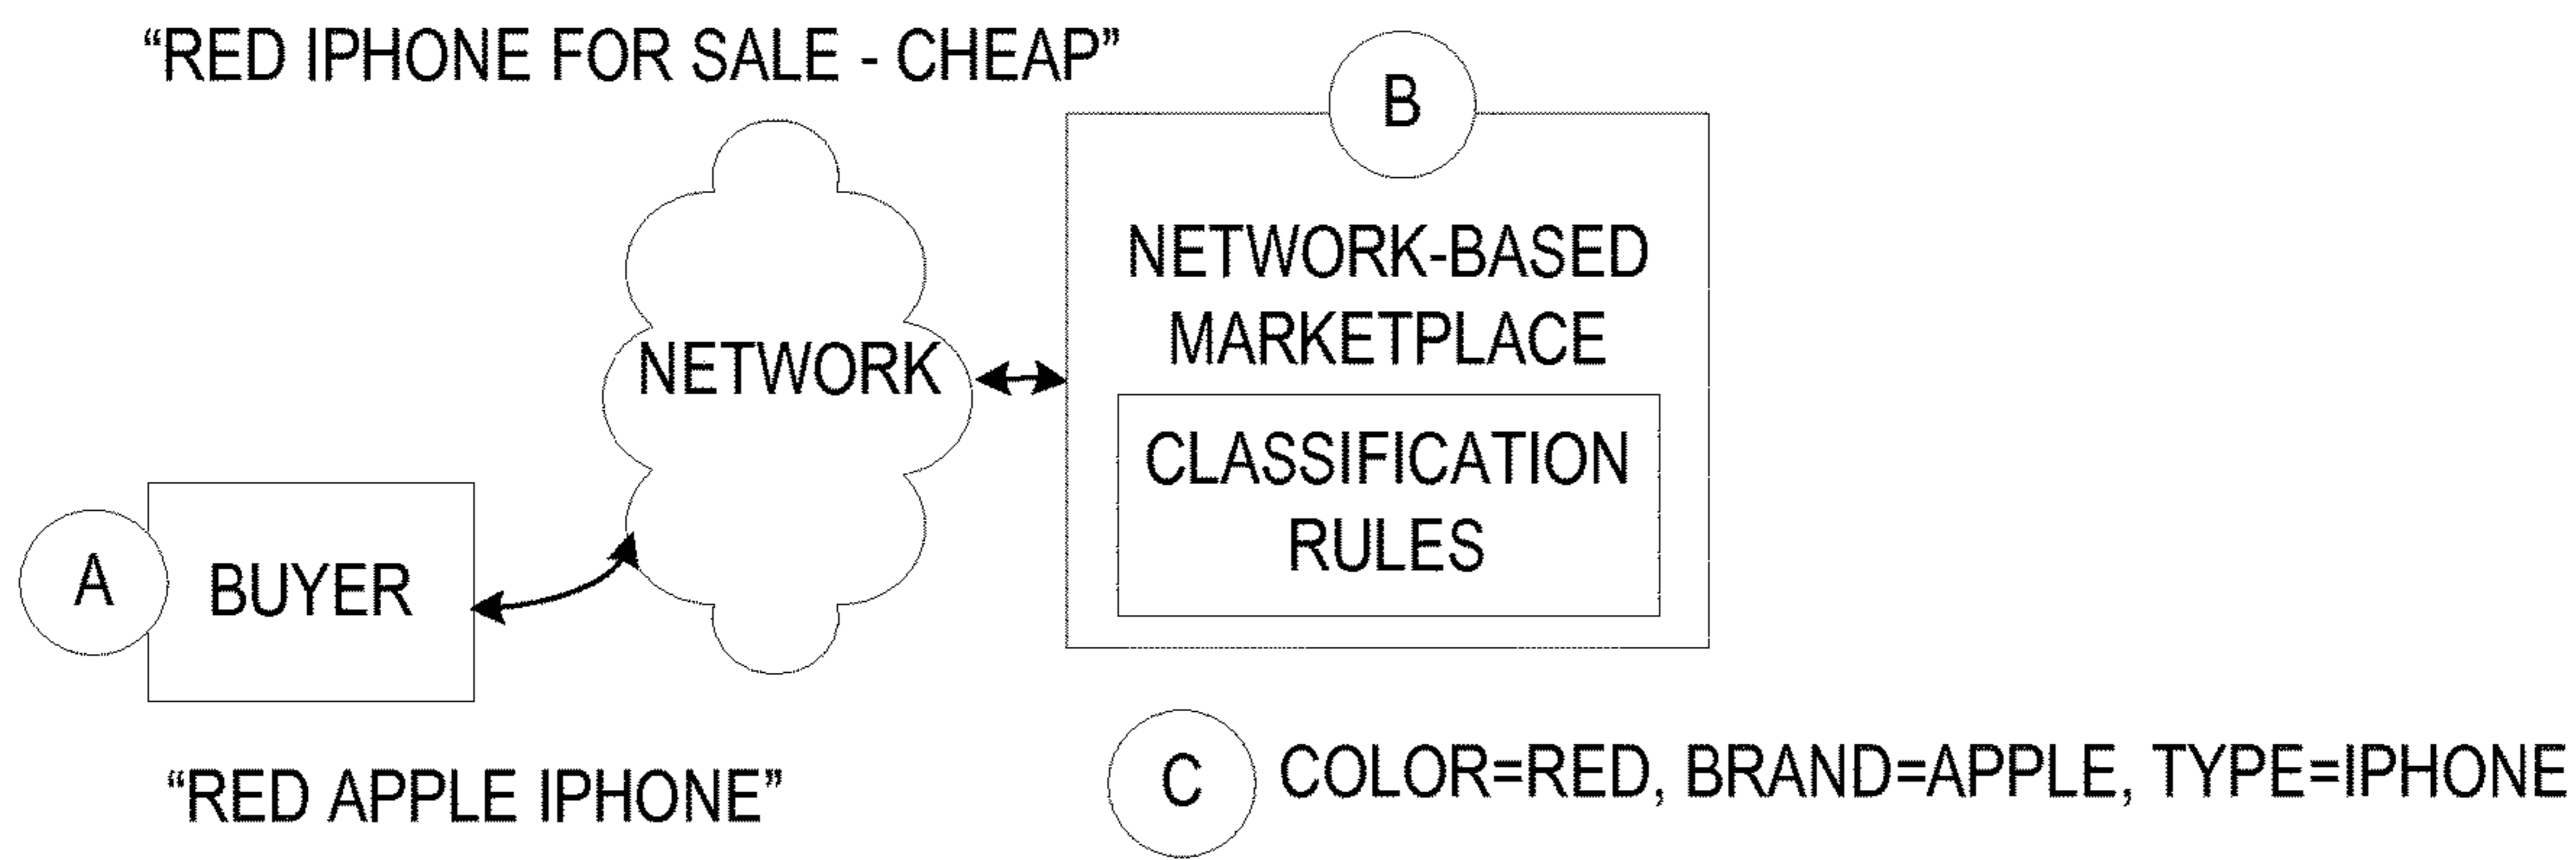 “RED IPHONE FOR SALE - CHEAP”
B
NETWORK-BASED
MARKETPLACE
NETWORK
CLASSIFICATION
RULES
A
BUYER
“RED APPLE IPHONE”
C
COLOR=RED, BRAND=APPLE, TYPE=IPHONE